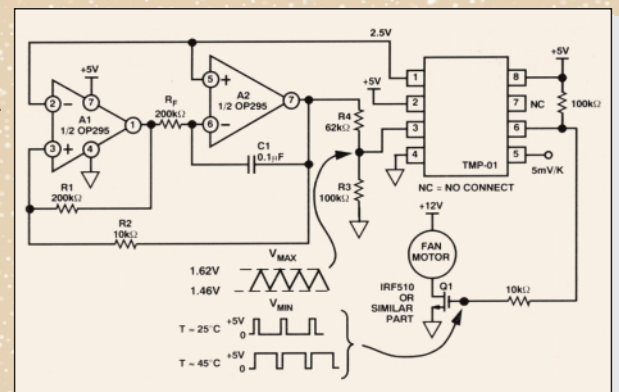 2.5V
+5V
+5V
+5V
A1
1/2 OP295
2
3
7
4
1
RF
200kΩ
A2
1/2 OP295
5
6
7
C1
0.1µF
R1
200kΩ
R2
10kΩ
R4
62kΩ
R3
100kΩ
1
2
3
4
8
7
6
5
NC
100kΩ
5mV/K
TMP-01
NC = NO CONNECT
+12V
FAN
MOTOR
IRF510
OR
SIMILAR
PART
Q1
10kΩ
VMAX
1.62V
1.46V
VMIN
T ~ 25°C
+5V
0
T ~ 45°C
+5V
0